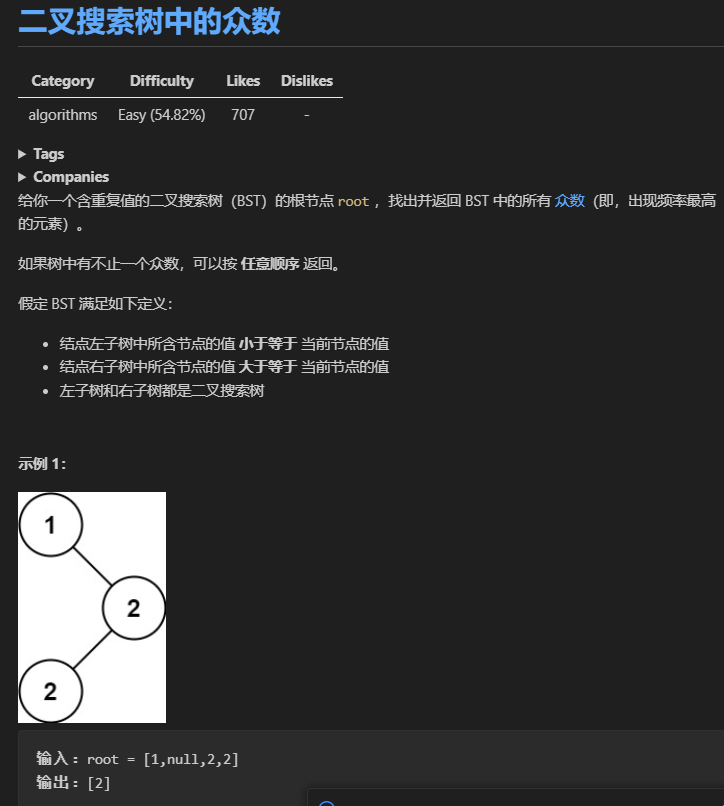 二叉搜索树中的众数
Category Difficulty Likes Dislikes
algorithms Easy (54.82%) 707 -
Tags
Companies
给你一个含重复值的二叉搜索树（BST）的根节点 root ，找出并返回 BST 中的所有 众数（即，出现频率最高
的元素）。
如果树中有不止一个众数，可以按 任意顺序 返回。
假定 BST 满足如下定义：
• 结点左子树中所含节点的值 小于等于 当前节点的值
• 结点右子树中所含节点的值 大于等于 当前节点的值
• 左子树和右子树都是二叉搜索树
示例 1：
1
2
2
输入：root = [1,null,2,2]
输出：[2]